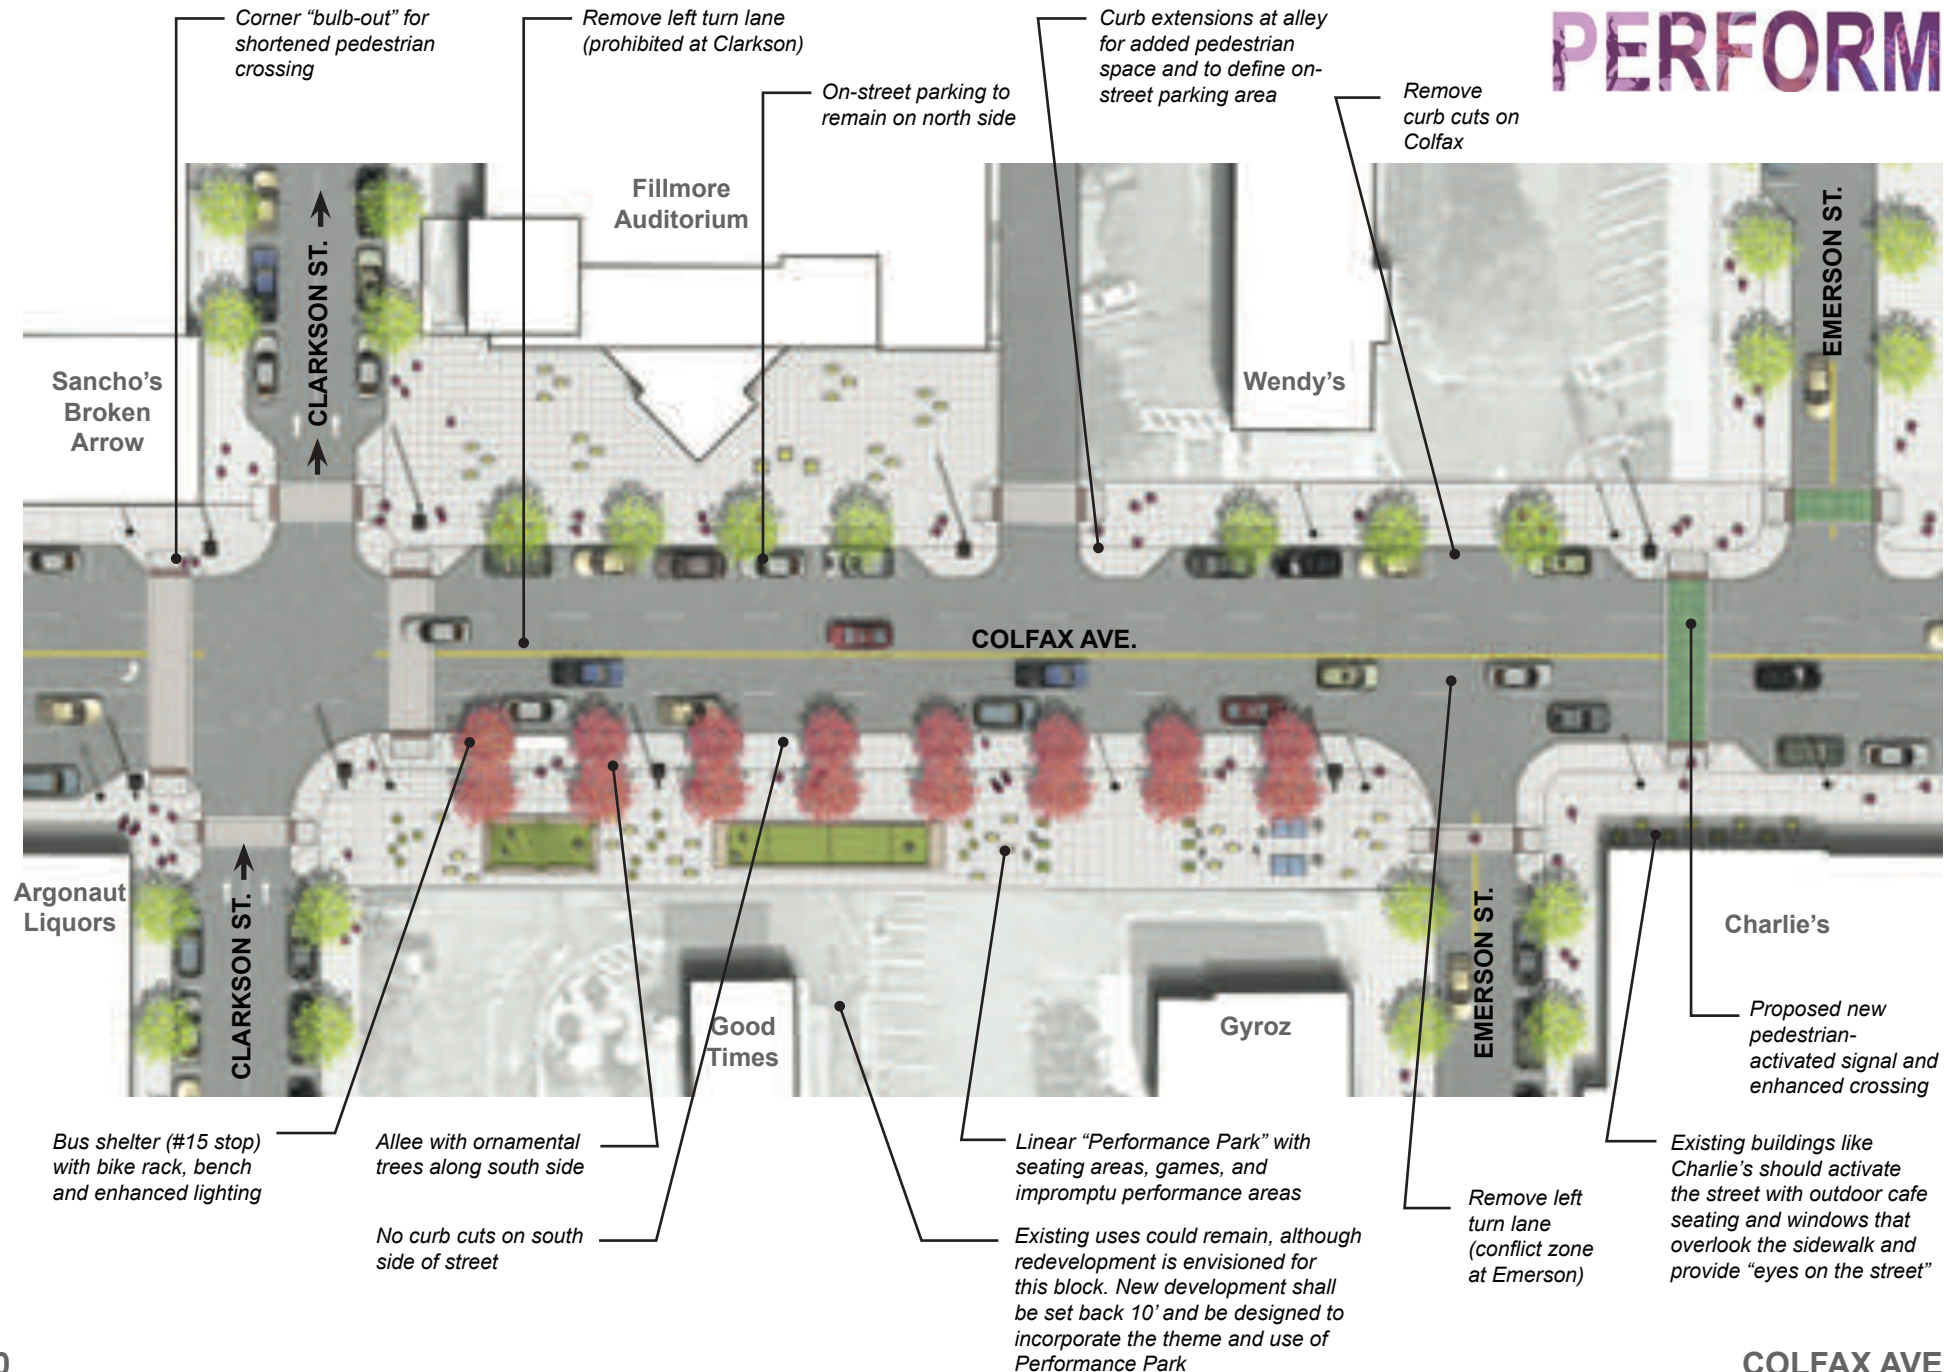 Corner “bulb-out” for
shortened pedestrian
crossing
Remove left turn lane
(prohibited at Clarkson)
On-street parking to
remain on north side
Curb extensions at alley
for added pedestrian
space and to define on-
street parking area
Remove
curb cuts on
Colfax
PERFORM
Fillmore
Auditorium
CLARKSON ST.
EMERSON ST.
Sancho’s
Broken
Arrow
Wendy’s
COLFAX AVE.
Argonaut
Liquors
CLARKSON ST.
Good
Times
Gyroz
EMERSON ST.
Charlie’s
Proposed new
pedestrian-
activated signal and
enhanced crossing
Bus shelter (#15 stop)
with bike rack, bench
and enhanced lighting
Allee with ornamental
trees along south side
No curb cuts on south
side of street
Linear “Performance Park” with
seating areas, games, and
impromptu performance areas
Existing uses could remain, although
redevelopment is envisioned for
this block. New development shall
be set back 10’ and be designed to
incorporate the theme and use of
Performance Park
Remove left
turn lane
(conflict zone
at Emerson)
Existing buildings like
Charlie’s should activate
the street with outdoor cafe
seating and windows that
overlook the sidewalk and
provide “eyes on the street”
0
COLFAX AVE